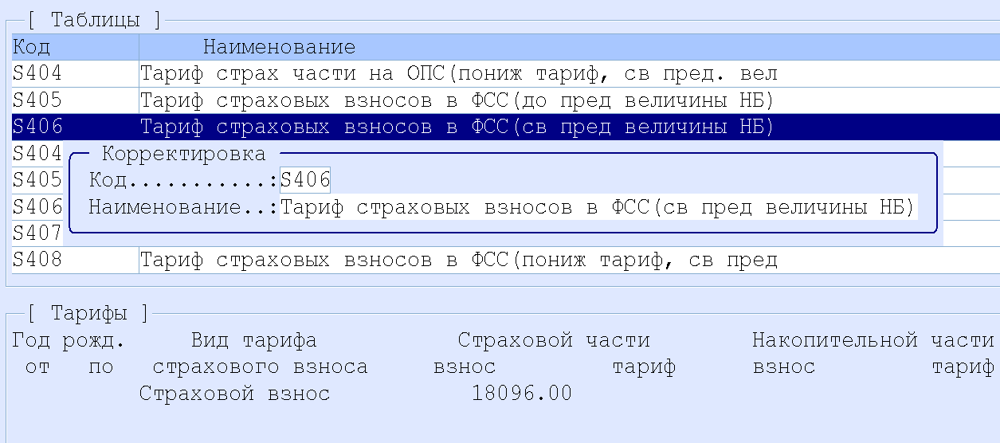 [ Таблицы ]
Код Наименование
S404 Тариф страх части на ОПС(пониж тариф, св пред. вел
S405 Тариф страховых взносов в ФСС(до пред величины НБ)
S406 Тариф страховых взносов в ФСС(св пред величины НБ)
S404 Корректировка
S405 Код...........:S406
S406 Наименование..:Тариф страховых взносов в ФСС(св пред величины НБ)
S407
S408 Тариф страховых взносов в ФСС(пониж тариф, св пред
[ Тарифы ]
Год рожд. Вид тарифа Страховой части Накопительной части
от по страхового взноса взнос тариф взнос тариф
Страховой взнос 18096.00